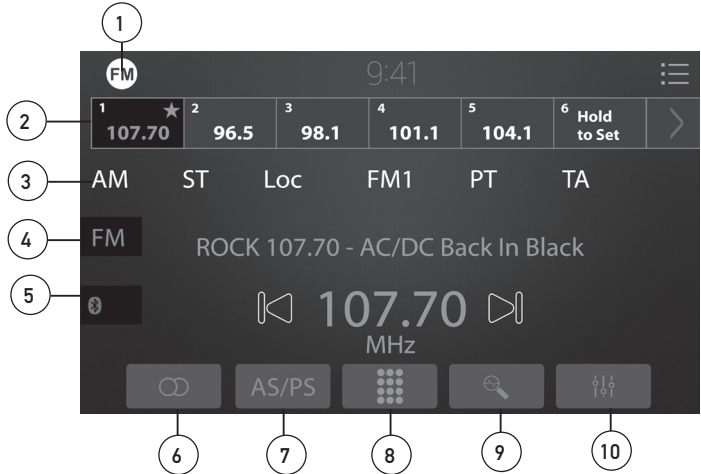 1
FM 9:41
2
1 107.70 2 96.5 3 98.1 4 101.1 5 104.1 6 Hold to Set
3
AM ST Loc FM1 PT TA
4
FM
ROCK 107.70 - AC/DC Back In Black
5
107.70
MHz
AS/PS
6 7 8 9 10